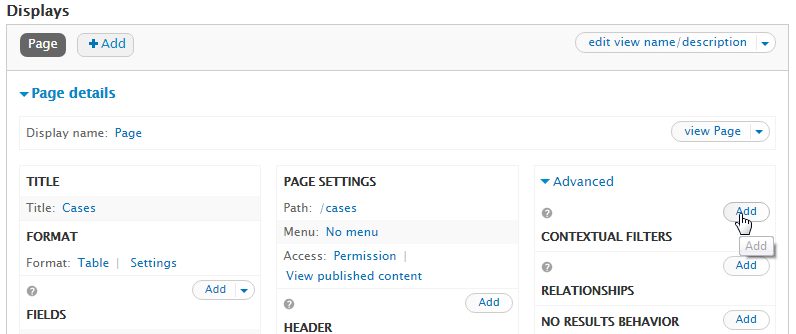 Displays
Page
+ Add
edit view name/description
Page details
Display name: Page
view Page
TITLE
Title: Cases
FORMAT
Format: Table | Settings
Add
FIELDS
PAGE SETTINGS
Path: /cases
Menu: No menu
Access: Permission |
View published content
Add
HEADER
Advanced
Add
CONTEXTUAL FILTERS
Add
Add
RELATIONSHIPS
NO RESULTS BEHAVIOR Add